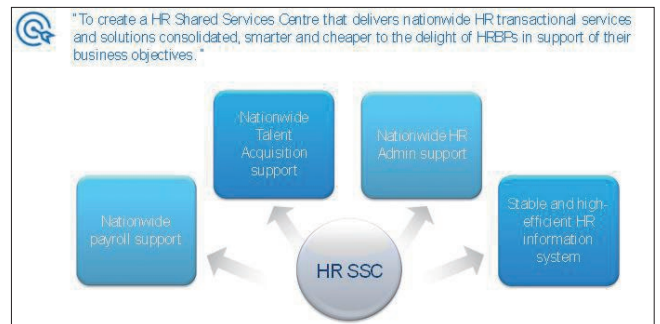 "To create a HR Shared Services Centre that delivers nationwide HR transactional services
and solutions consolidated, smarter and cheaper to the delight of HRBPs in support of their
business objectives."
Nationwide
Talent
Acquisition
support
Nationwide HR
Admin support
Nationwide
payroll support
Stable and high-
efficient HR
information
system
HR SSC